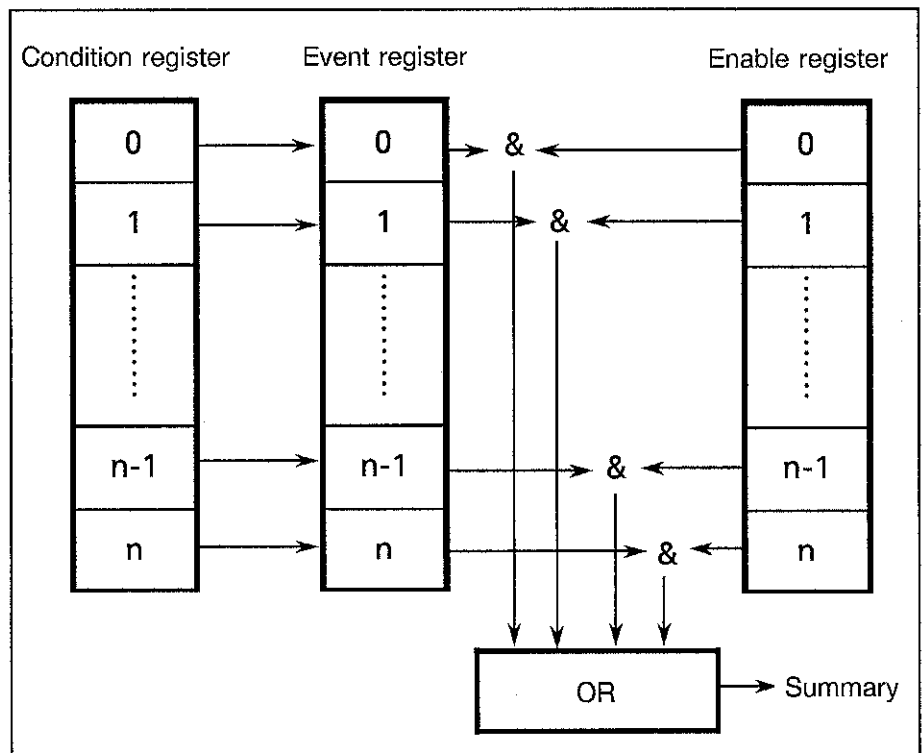 Condition register Event register Enable register
0 0 & 0
1 1 & 1
n-1 n-1 & n-1
n n & n
OR Summary